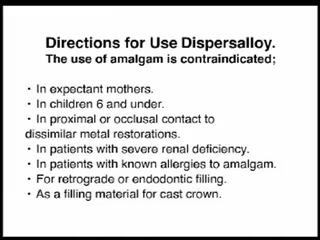 Directions for Use Dispersalloy.
The use of amalgam is contraindicated;
· In expectant mothers.
· In children 6 and under.
· In proximal or occlusal contact to
dissimilar metal restorations.
· In patients with severe renal deficiency.
· In patients with known allergies to amalgam.
· For retrograde or endodontic filling.
· As a filling material for cast crown.